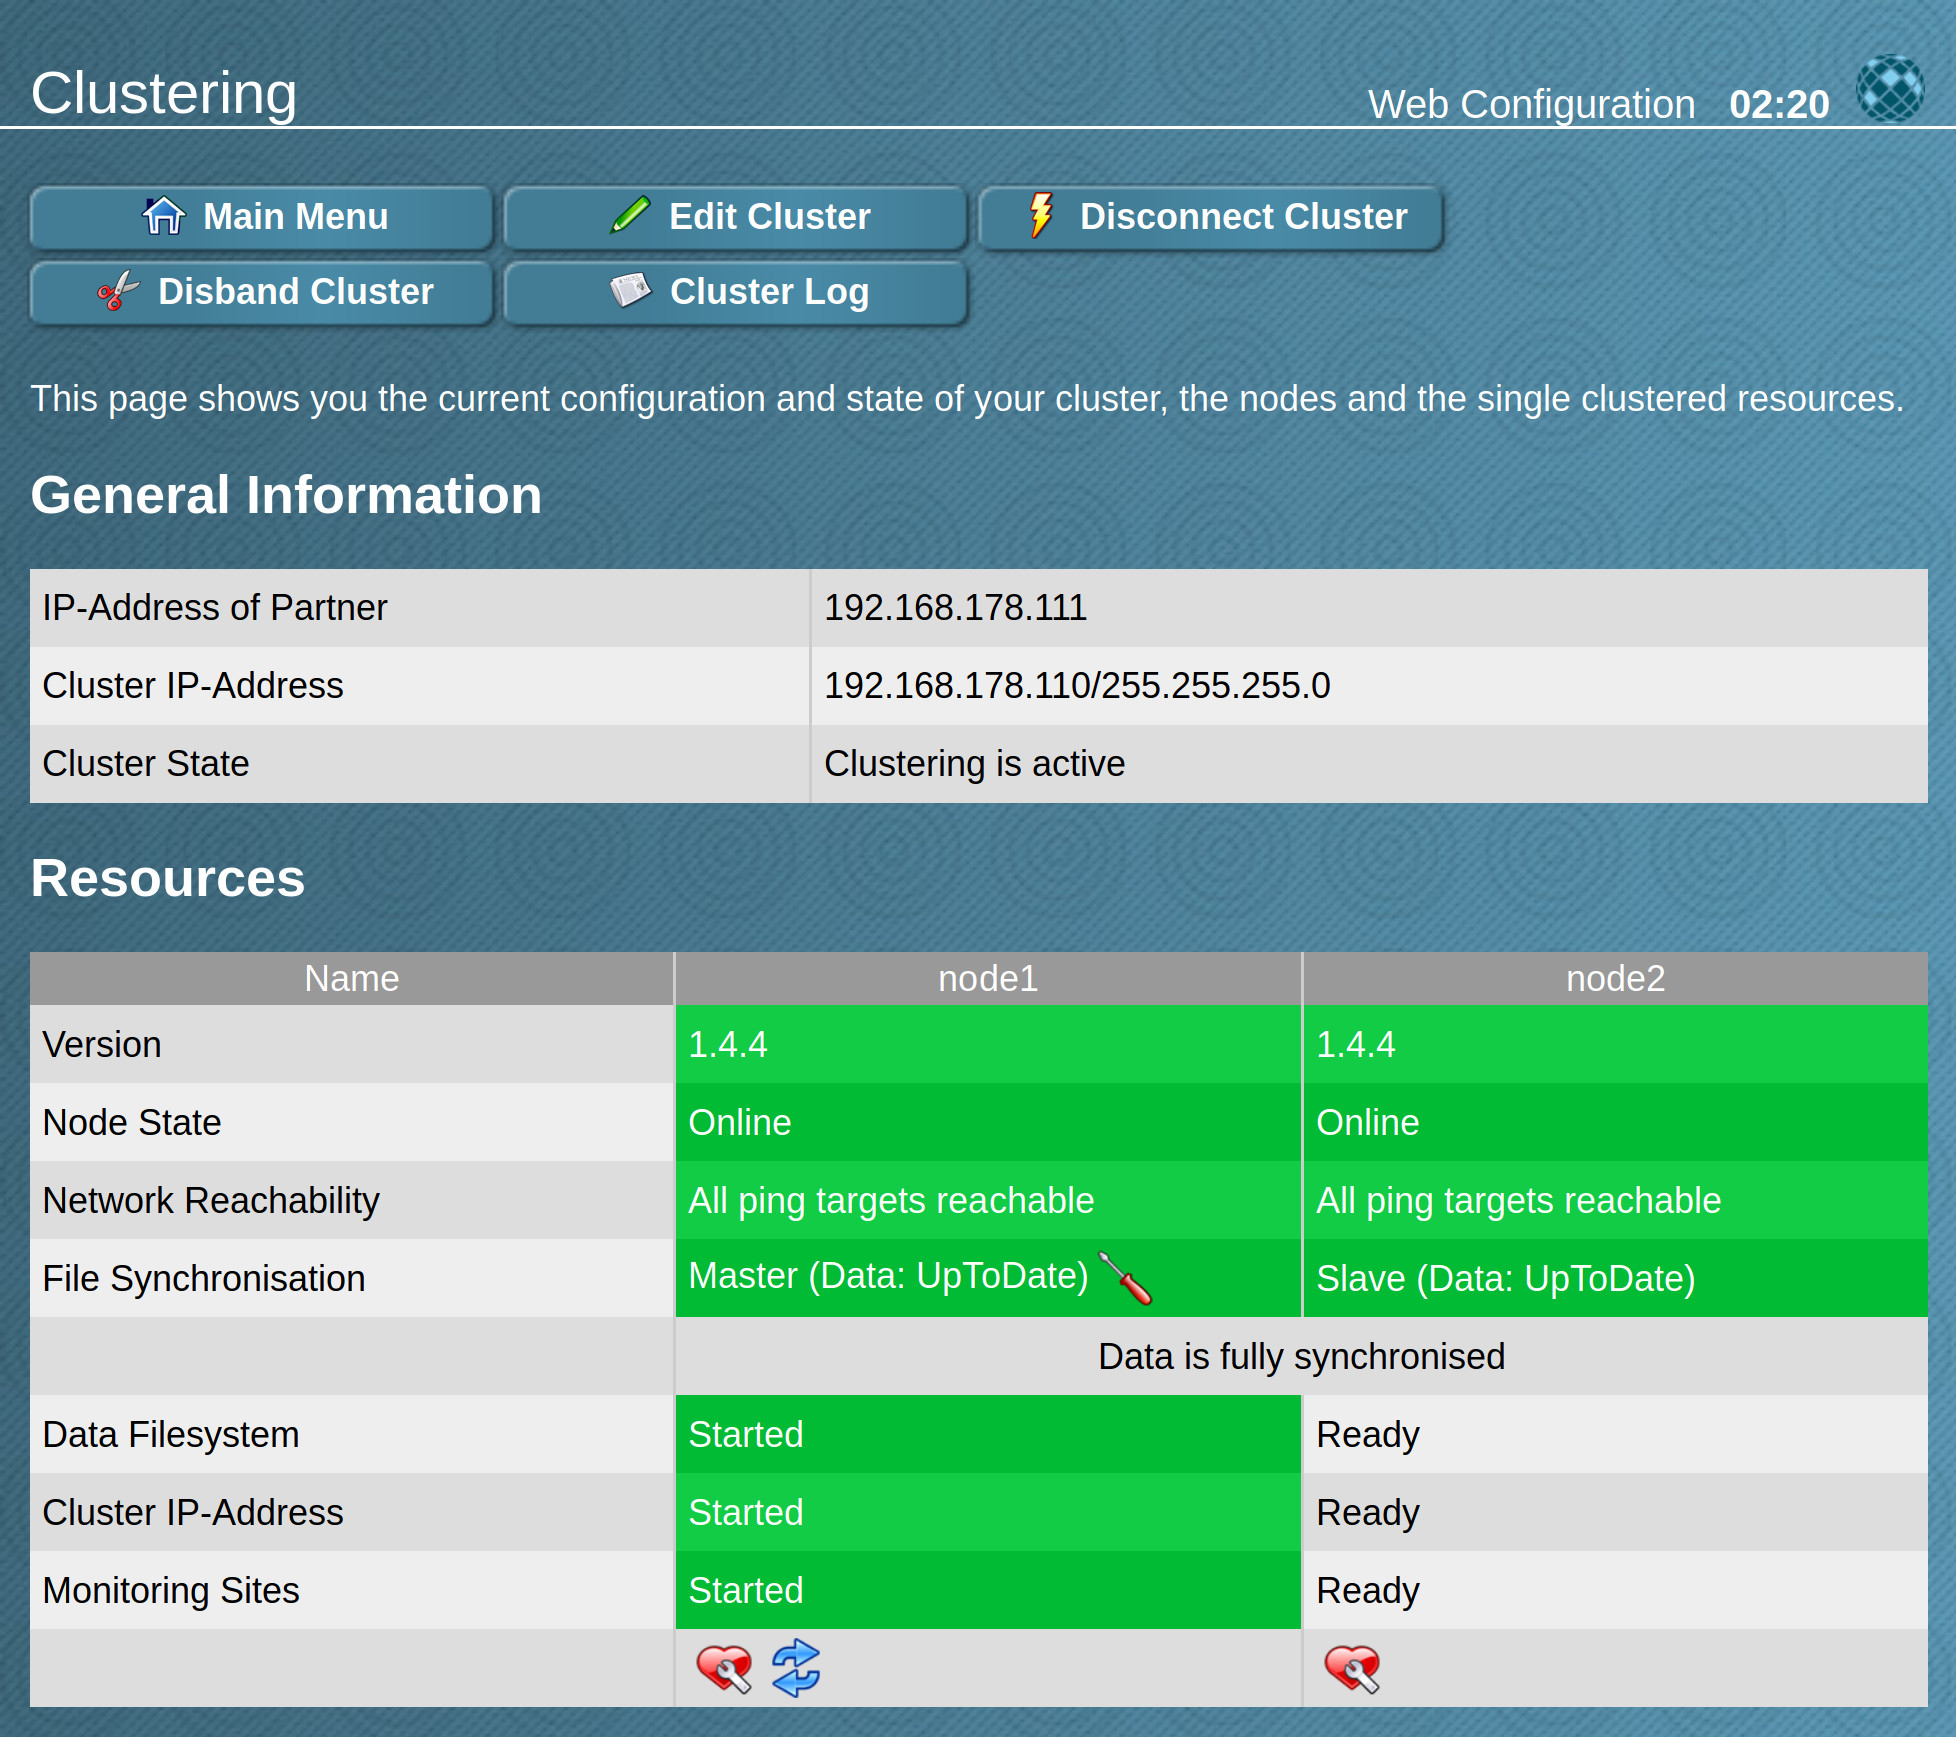 Clustering
Web Configuration 02:20
Main Menu
Edit Cluster
Disconnect Cluster
Disband Cluster
Cluster Log
This page shows you the current configuration and state of your cluster, the nodes and the single clustered resources.
General Information
IP-Address of Partner 192.168.178.111
Cluster IP-Address 192.168.178.110/255.255.255.0
Cluster State Clustering is active
Resources
Name node1 node2
Version 1.4.4 1.4.4
Node State Online Online
Network Reachability All ping targets reachable All ping targets reachable
File Synchronisation Master (Data: UpToDate) Slave (Data: UpToDate)
Data is fully synchronised
Data Filesystem Started Ready
Cluster IP-Address Started Ready
Monitoring Sites Started Ready